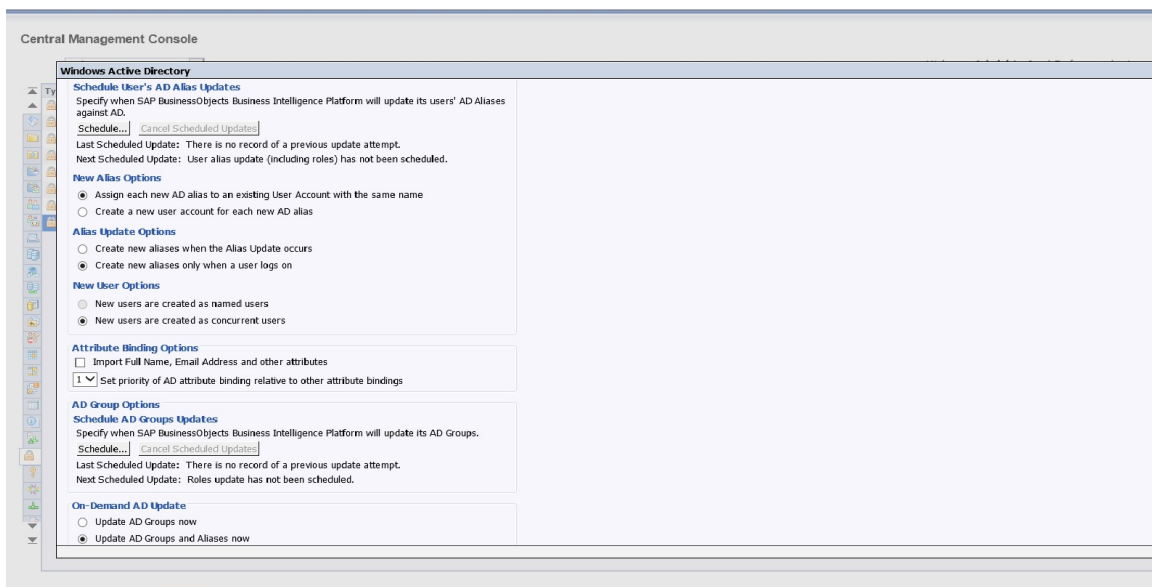 Central Management Console
Windows Active Directory
Ty
Schedule User's AD Alias Updates
Specify when SAP BusinessObjects Business Intelligence Platform will update its users' AD Aliases
against AD.
Schedule... Cancel Scheduled Updates
Last Scheduled Update: There is no record of a previous update attempt.
Next Scheduled Update: User alias update (including roles) has not been scheduled.
New Alias Options
Assign each new AD alias to an existing User Account with the same name
Create a new user account for each new AD alias
Alias Update Options
Create new aliases when the Alias Update occurs
Create new aliases only when a user logs on
New User Options
New users are created as named users
New users are created as concurrent users
Attribute Binding Options
Import Full Name, Email Address and other attributes
1 Set priority of AD attribute binding relative to other attribute bindings
AD Group Options
Schedule AD Groups Updates
Specify when SAP BusinessObjects Business Intelligence Platform will update its AD Groups.
Schedule... Cancel Scheduled Updates
Last Scheduled Update: There is no record of a previous update attempt.
Next Scheduled Update: Roles update has not been scheduled.
On-Demand AD Update
Update AD Groups now
Update AD Groups and Aliases now